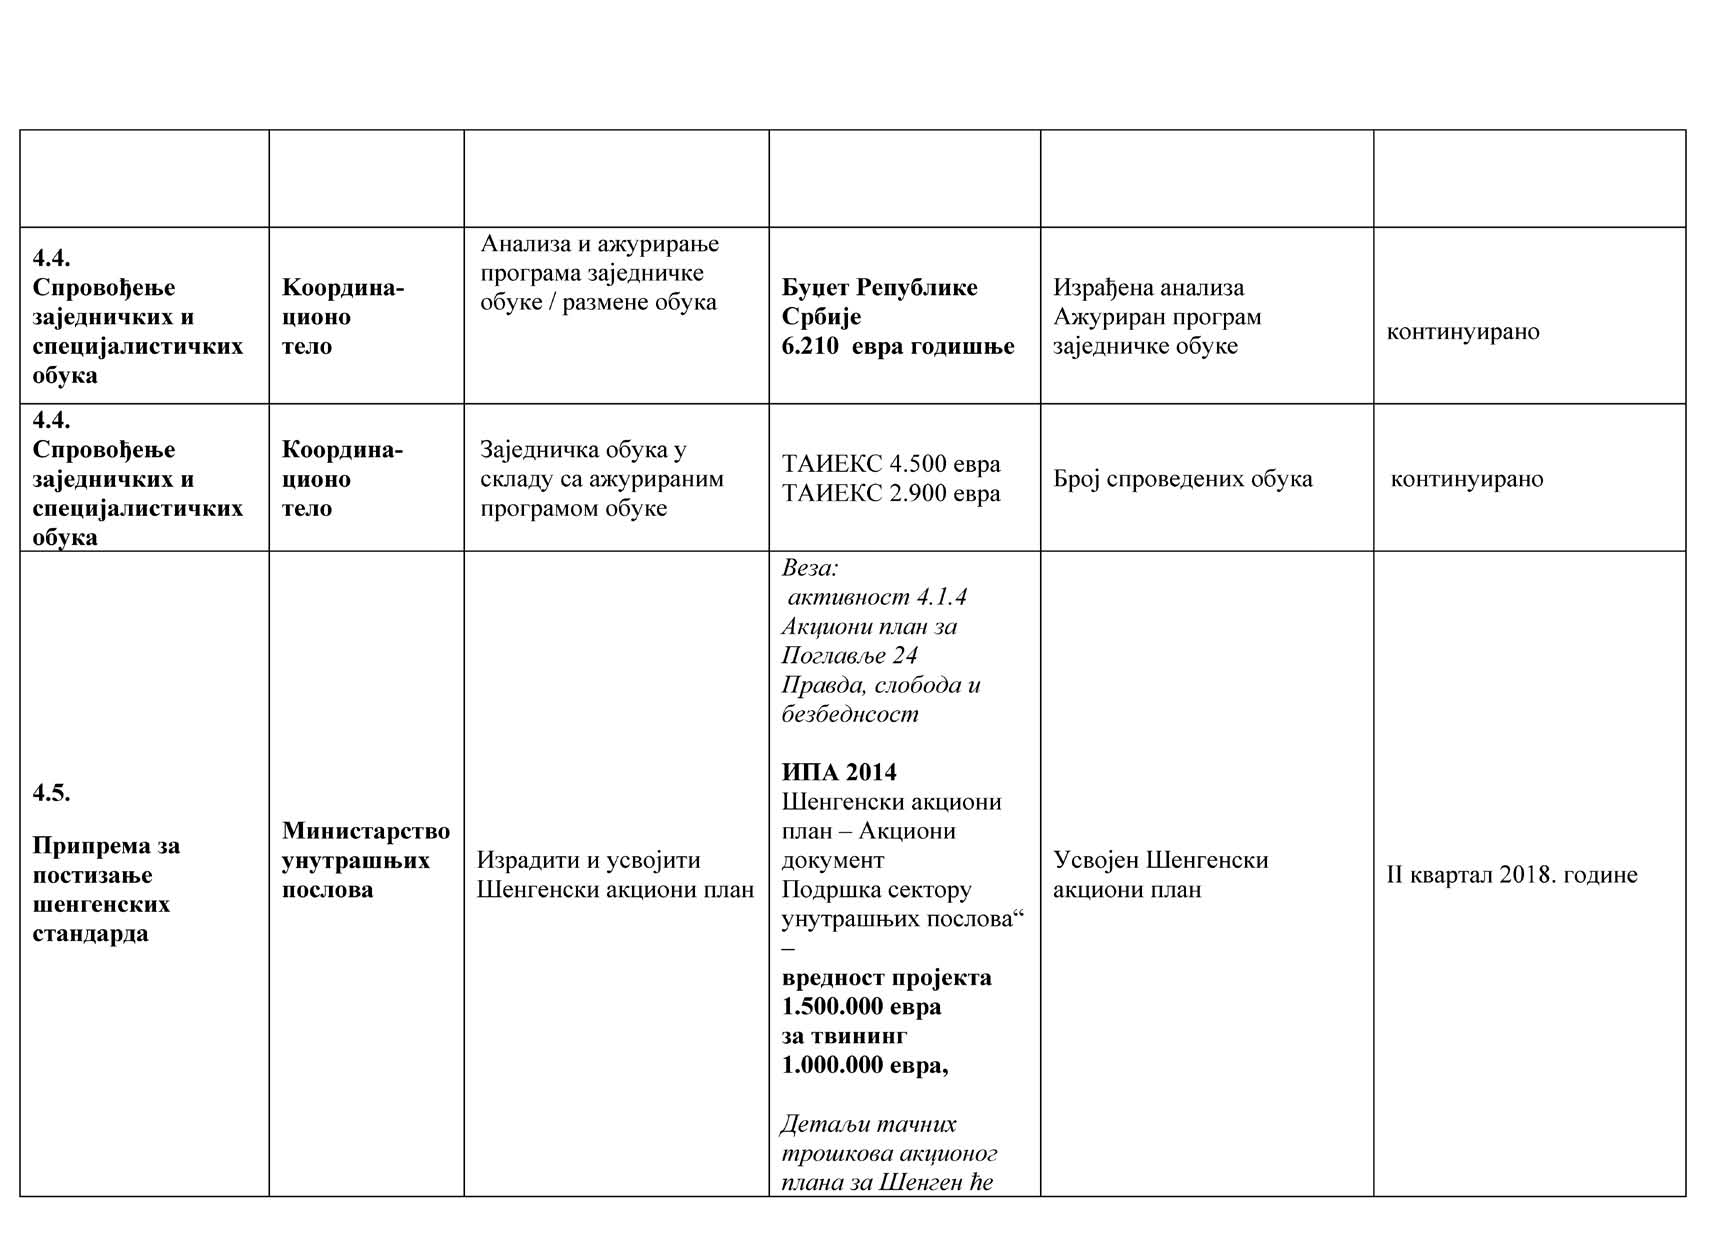 4.4.
Спровођење
заједничких и
специјалистичких
обука
Координа-
ционо
тело
Анализа и ажурирање
програма заједничке
обуке / размене обука
Буџет Републике
Србије
6.210 евра годишње
Израђена анализа
Ажуриран програм
заједничке обуке
континуирано
4.4.
Спровођење
заједничких и
специјалистичких
обука
Координа-
ционо
тело
Заједничка обука у
складу са ажурираним
програмом обуке
ТАИЕКС 4.500 евра
ТАИЕКС 2.900 евра
Број спроведених обука
континуирано
4.5.
Припрема за
постизање
шенгенских
стандарда
Министарство
унутрашњих
послова
Израдити и усвојити
Шенгенски акциони план
Веза:
активност 4.1.4
Акциони план за
Поглавље 24
Правда, слобода и
безбеднсост
ИПА 2014
Шенгенски акциони
план – Акциони
документ
Подршка сектору
унутрашњих послова“
–
вредност пројекта
1.500.000 евра
за твининг
1.000.000 евра,
Детаљи тачних
трошкова акционог
плана за Шенген ће
Усвојен Шенгенски
акциони план
II квартал 2018. године